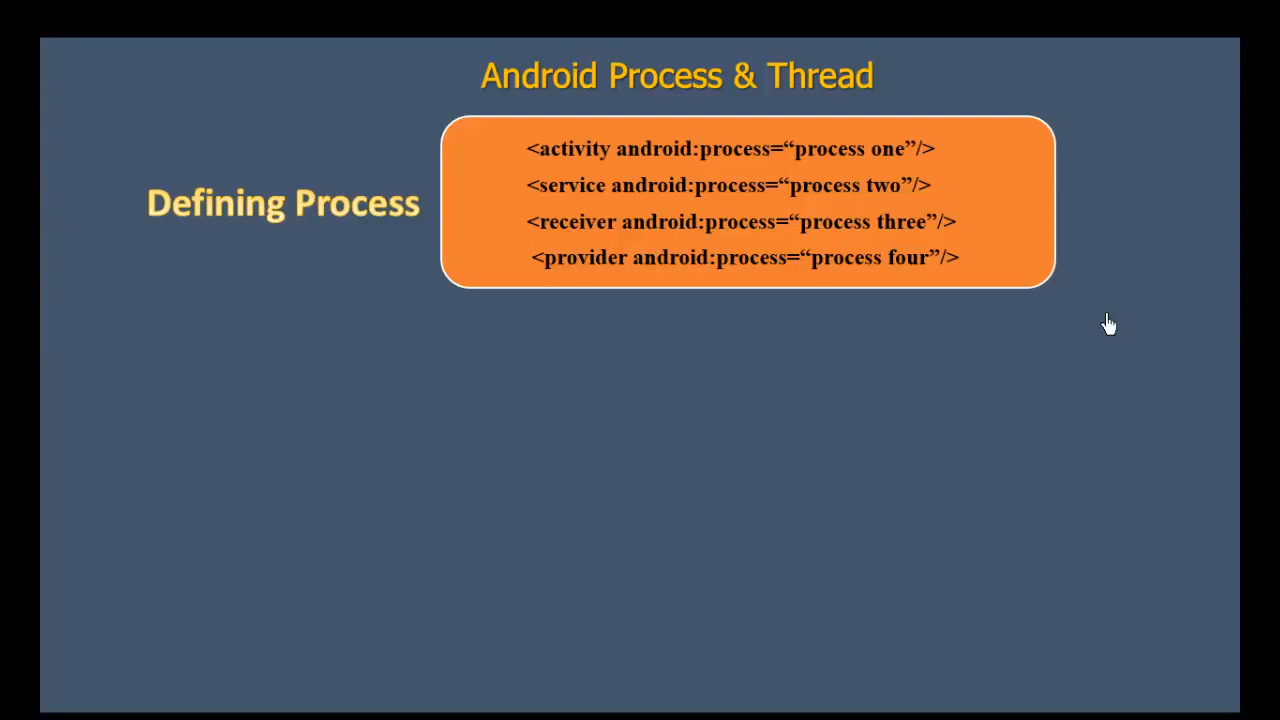 Android Process & Thread
Defining Process
<activity android:process=“process one”/>
<service android:process=“process two”/>
<receiver android:process=“process three”/>
<provider android:process=“process four”/>